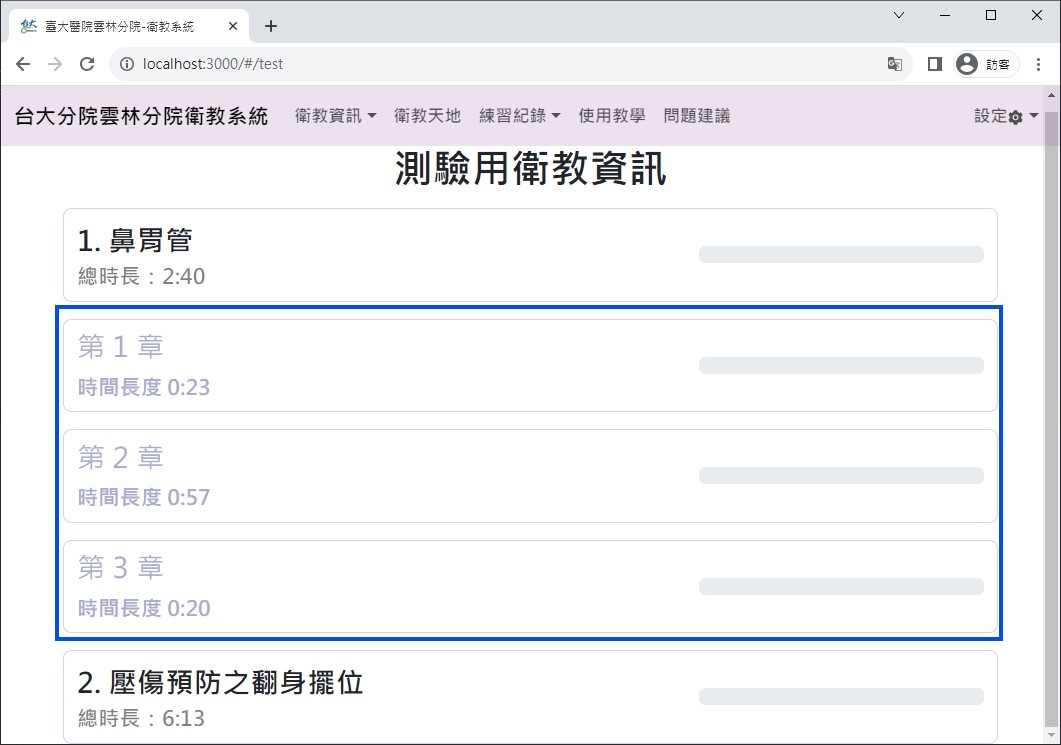 臺大醫院雲林分院-衛教系統
localhost:3000/#/test
訪客
台大分院雲林分院衛教系統 衛教資訊 衛教天地 練習紀錄 使用教學 問題建議 設定
測驗用衛教資訊
1. 鼻胃管
總時長：2:40
第 1 章
時間長度 0:23
第 2 章
時間長度 0:57
第 3 章
時間長度 0:20
2. 壓傷預防之翻身擺位
總時長：6:13